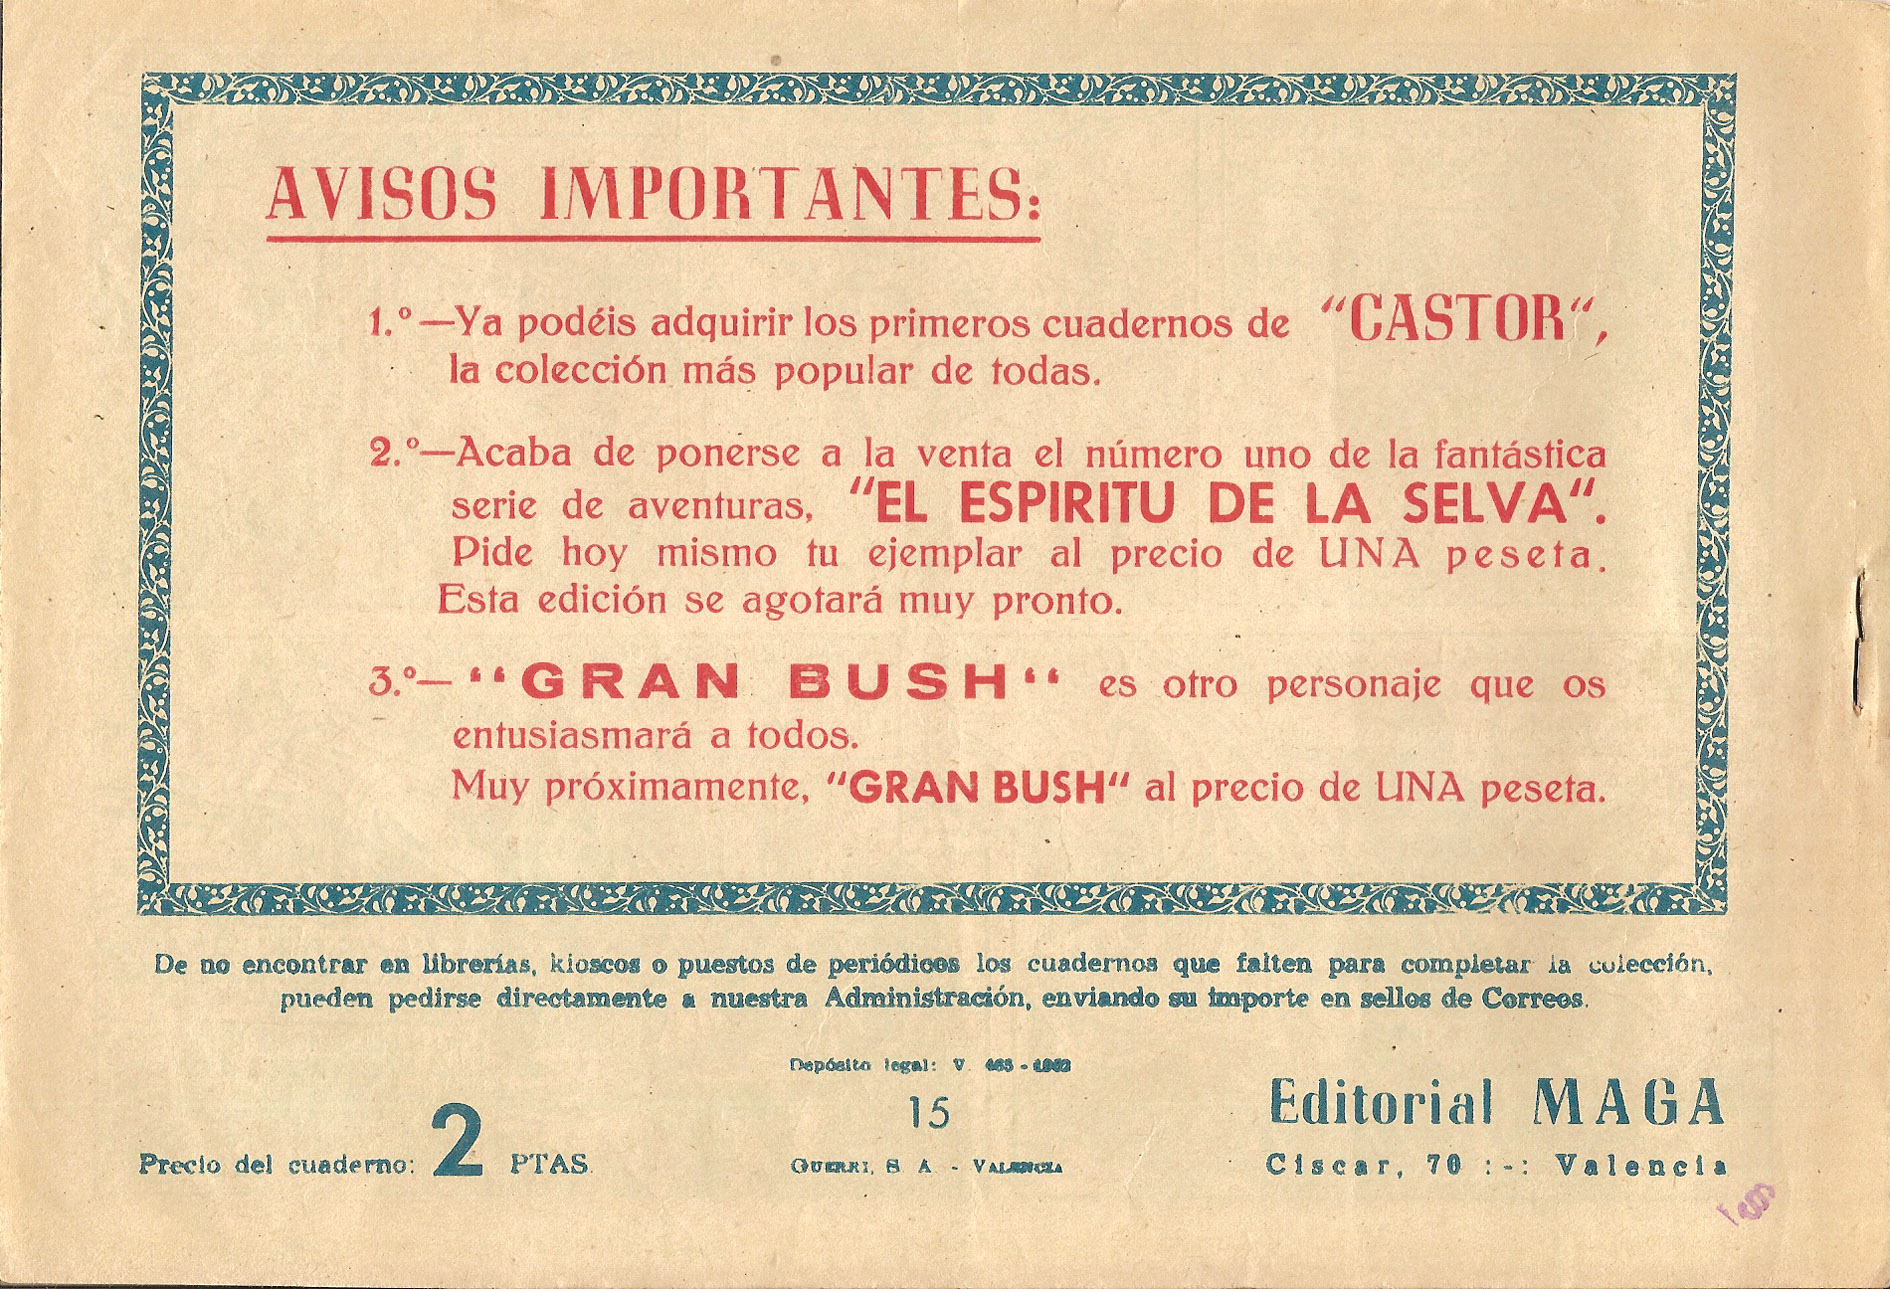 AVISOS IMPORTANTES:
1.º—Ya podéis adquirir los primeros cuadernos de "CASTOR",
la colección más popular de todas.
2.º—Acaba de ponerse a la venta el número uno de la fantástica
serie de aventuras, "EL ESPIRITU DE LA SELVA".
Pide hoy mismo tu ejemplar al precio de UNA peseta.
Esta edición se agotará muy pronto.
3.º— "GRAN BUSH" es otro personaje que os
entusiasmará a todos.
Muy próximamente, "GRAN BUSH" al precio de UNA peseta.
De no encontrar en librerías, kioscos o puestos de periódicos los cuadernos que falten para completar la colección,
pueden pedirse directamente a nuestra Administración, enviando su importe en sellos de Correos.
Depósito legal: V.
15
GUERRI, S. A. - VALENCIA
Precio del cuaderno: 2 PTAS.
Editorial MAGA
Ciscar, 70 :-: Valencia